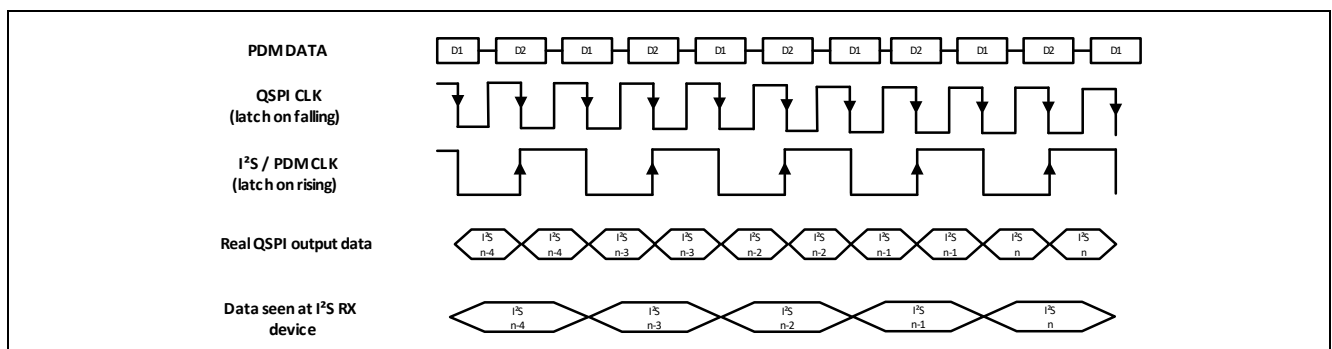 PDM DATA
D1 D2 D1 D2 D1 D2 D1 D2 D1 D2 D1
QSPI CLK
(latch on falling)
I²S / PDM CLK
(latch on rising)
Real QSPI output data
I²S I²S I²S I²S I²S I²S I²S I²S I²S I²S
n-4 n-4 n-3 n-3 n-2 n-2 n-1 n-1 n n
Data seen at I²S RX
device
I²S I²S I²S I²S I²S
n-4 n-3 n-2 n-1 n